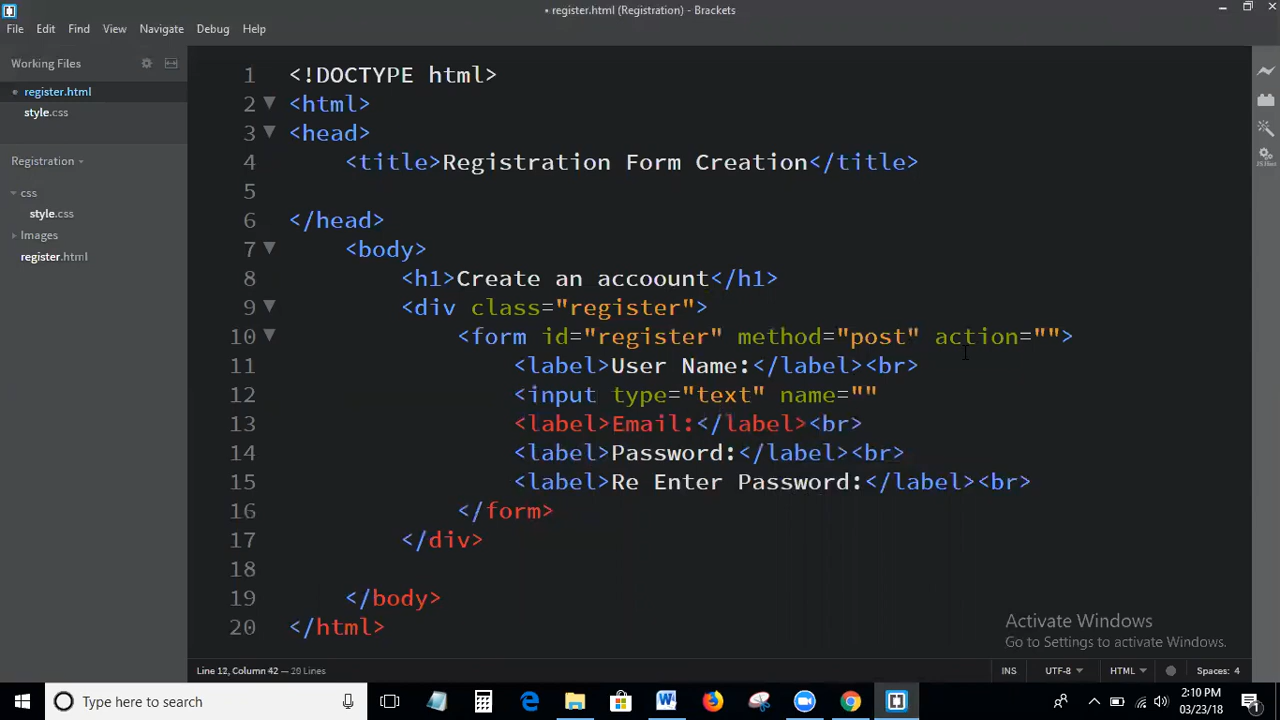 • register.html (Registration) - Brackets
File Edit Find View Navigate Debug Help
Working Files
register.html
style.css
Registration
css
style.css
Images
register.html
1 <!DOCTYPE html>
2 <html>
3 <head>
4 <title>Registration Form Creation</title>
5
6 </head>
7 <body>
8 <h1>Create an accoount</h1>
9 <div class="register">
10 <form id="register" method="post" action="">
11 <label>User Name:</label><br>
12 <input type="text" name=""
13 <label>Email:</label><br>
14 <label>Password:</label><br>
15 <label>Re Enter Password:</label><br>
16 </form>
17 </div>
18
19 </body>
20 </html>
Activate Windows
Go to Settings to activate Windows.
Line 12, Column 42 — 20 Lines
INS UTF-8 HTML Spaces: 4
Type here to search
2:10 PM
03/23/18